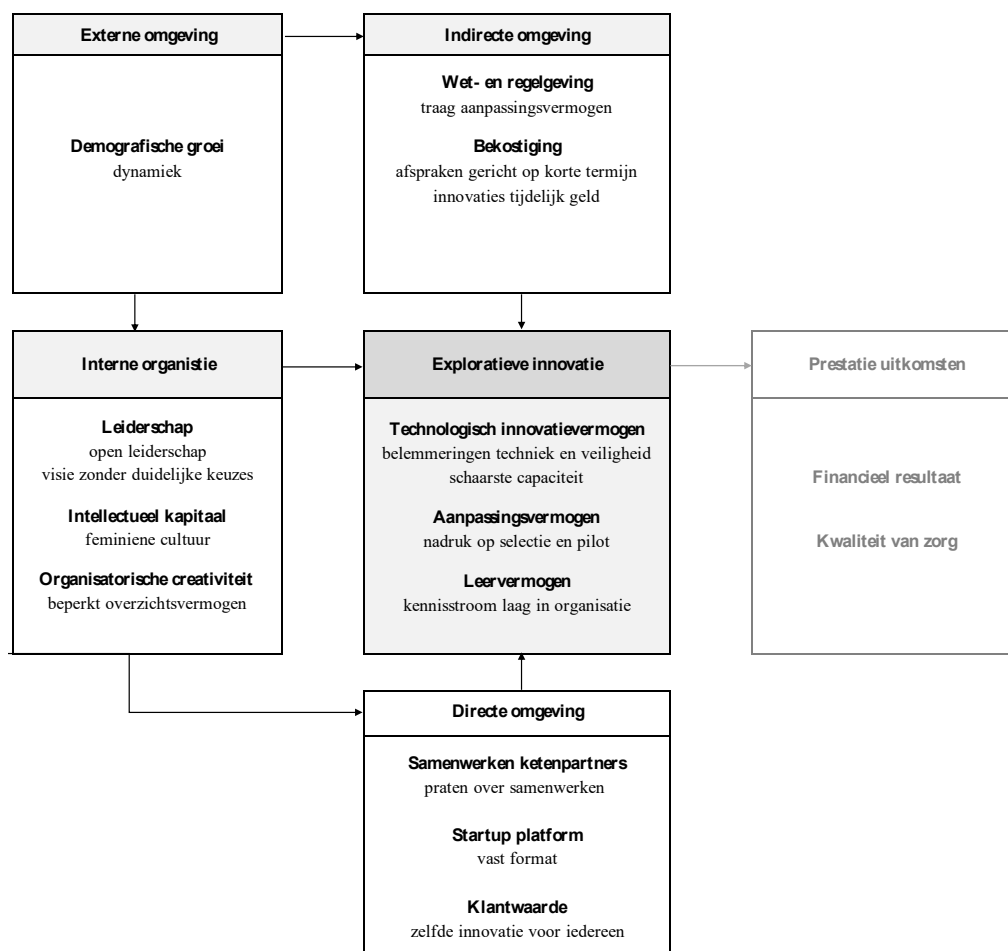 Externe omgeving
Demografische groei
dynamiek
Indirecte omgeving
Wet- en regelgeving
traag aanpassingsvermogen
Bekostiging
afspraken gericht op korte termijn
innovaties tijdelijk geld
Interne organistie
Leiderschap
open leiderschap
visie zonder duidelijke keuzes
Intellectueel kapitaal
feminiene cultuur
Organisatorische creativiteit
beperkt overzichtsvermogen
Exploratieve innovatie
Technologisch innovatievermogen
belemmeringen techniek en veiligheid
schaarste capaciteit
Aanpassingsvermogen
nadruk op selectie en pilot
Leervermogen
kennisstroom laag in organisatie
Prestatie uitkomsten
Financieel resultaat
Kwaliteit van zorg
Directe omgeving
Samenwerken ketenpartners
praten over samenwerken
Startup platform
vast format
Klantwaarde
zelfde innovatie voor iedereen